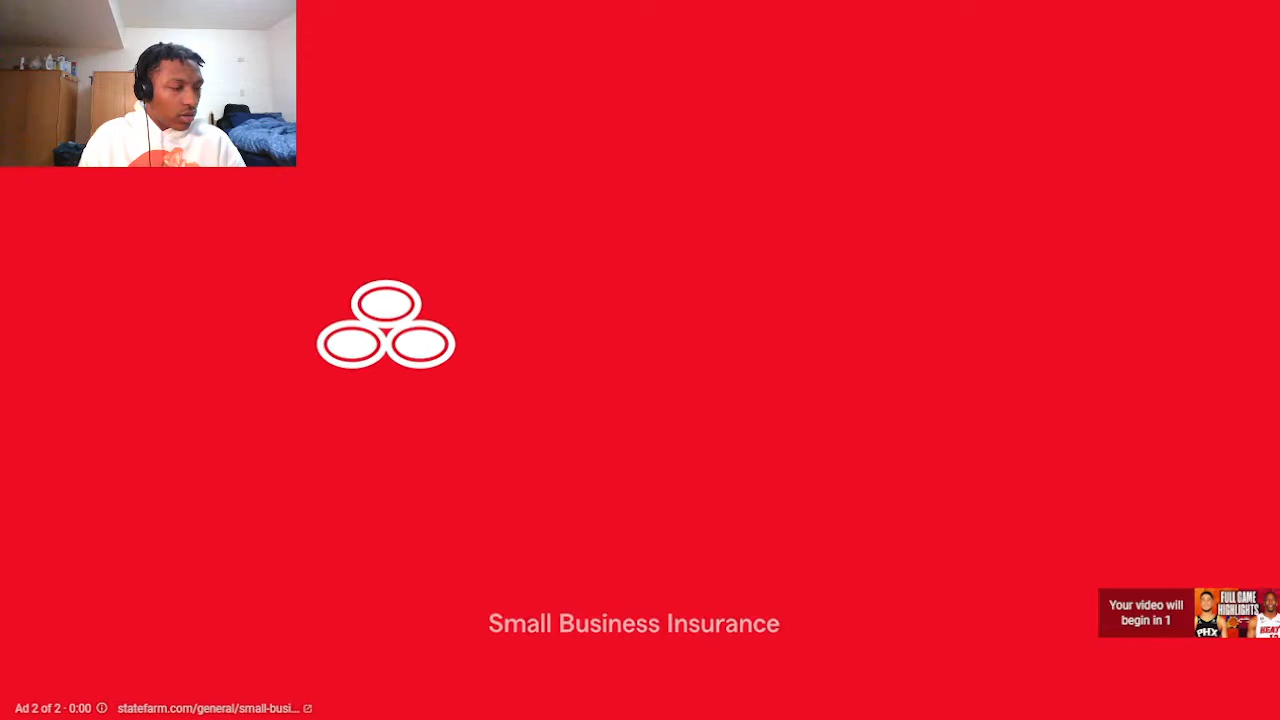 Small Business Insurance
Your video will
begin in 1
FULL GAME
HIGHLIGHTS
PHX
HEAT
Ad 2 of 2 · 0:00
statefarm.com/general/small-busi...